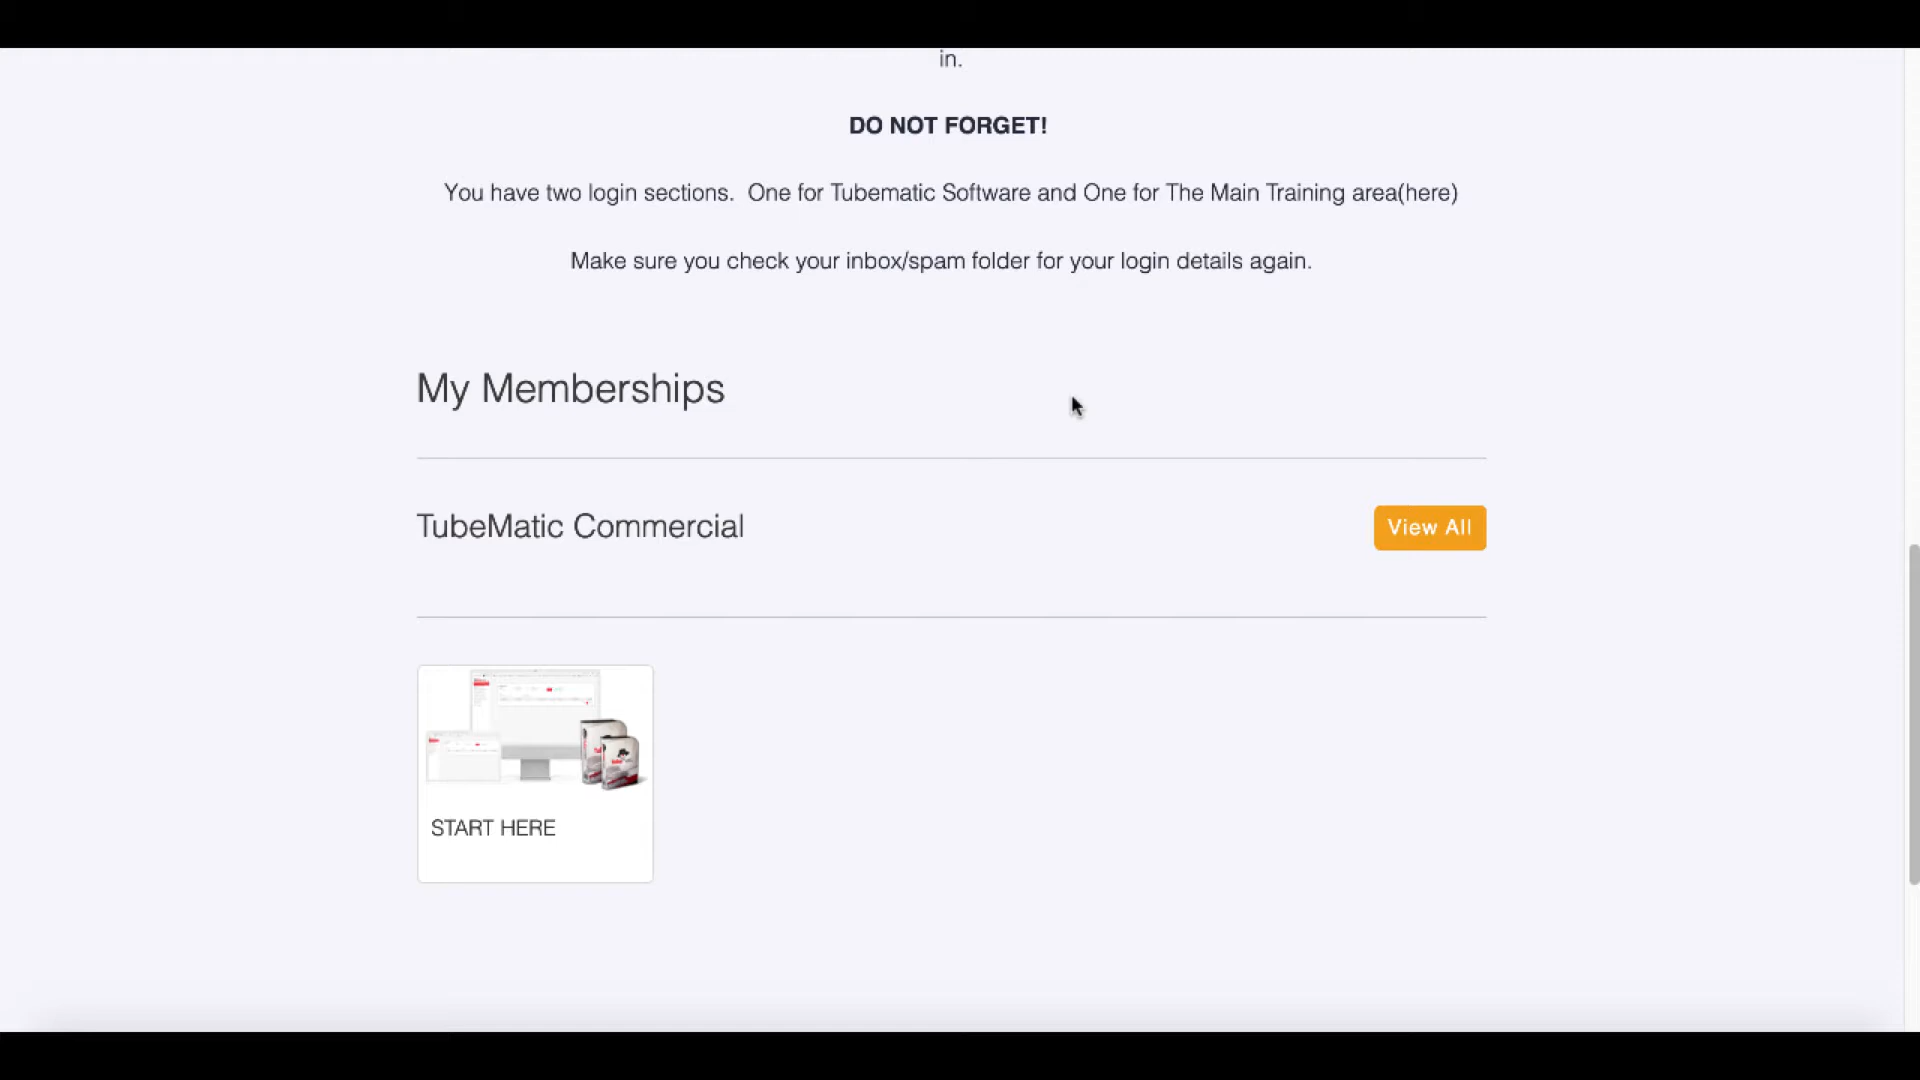 in.
DO NOT FORGET!
You have two login sections.  One for Tubematic Software and One for The Main Training area(here)
Make sure you check your inbox/spam folder for your login details again.
My Memberships
TubeMatic Commercial
View All
START HERE